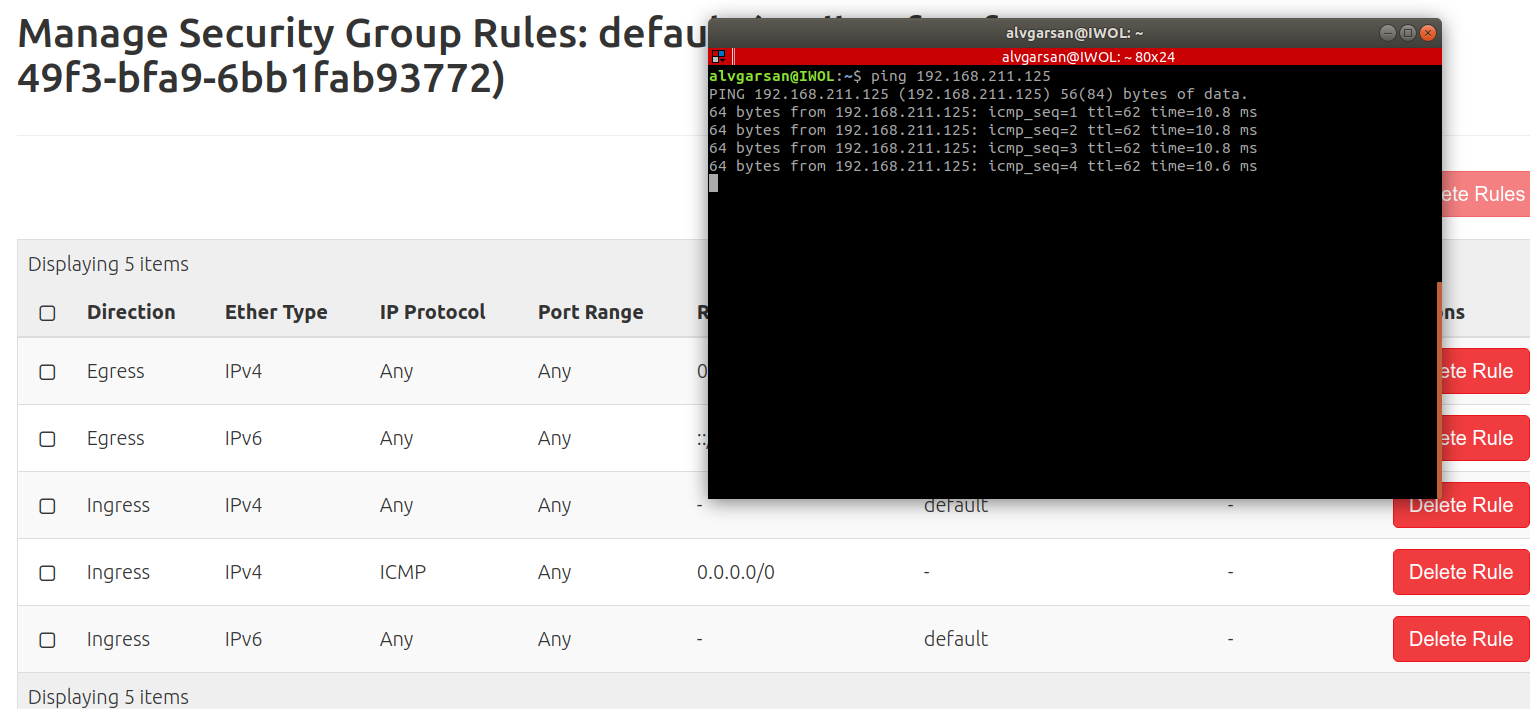 Manage Security Group Rules: defau
49f3-bfa9-6bb1fab93772)
alvgarsan@IWOL: ~
alvgarsan@IWOL: ~ 80x24
alvgarsan@IWOL:~$ ping 192.168.211.125
PING 192.168.211.125 (192.168.211.125) 56(84) bytes of data.
64 bytes from 192.168.211.125: icmp_seq=1 ttl=62 time=10.8 ms
64 bytes from 192.168.211.125: icmp_seq=2 ttl=62 time=10.8 ms
64 bytes from 192.168.211.125: icmp_seq=3 ttl=62 time=10.8 ms
64 bytes from 192.168.211.125: icmp_seq=4 ttl=62 time=10.6 ms
ete Rules
Displaying 5 items
Direction Ether Type IP Protocol Port Range R ns
Egress IPv4 Any Any 0 ete Rule
Egress IPv6 Any Any ::/ ete Rule
Ingress IPv4 Any Any - default - Delete Rule
Ingress IPv4 ICMP Any 0.0.0.0/0 - - Delete Rule
Ingress IPv6 Any Any - default - Delete Rule
Displaying 5 items